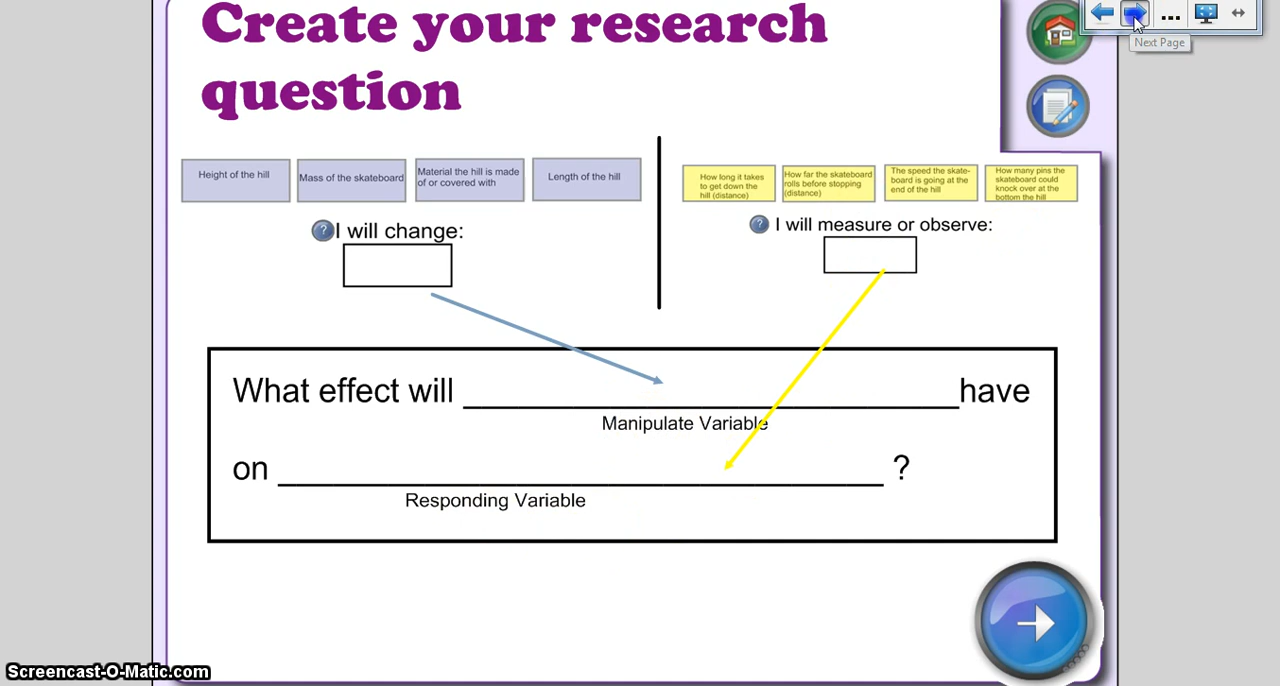 Create your research
question
Next Page
Height of the hill
Mass of the skateboard
Material the hill is made
of or covered with
Length of the hill
How long it takes
to get down the
hill (distance)
How far the skateboard
rolls before stopping
(distance)
The speed the skate-
board is going at the
end of the hill
How many pins the
skateboard could
knock over at the
bottom the hill
? I will change:
? I will measure or observe:
What effect will ____________________ have
Manipulate Variable
on ____________________ ?
Responding Variable
Screencast-O-Matic.com